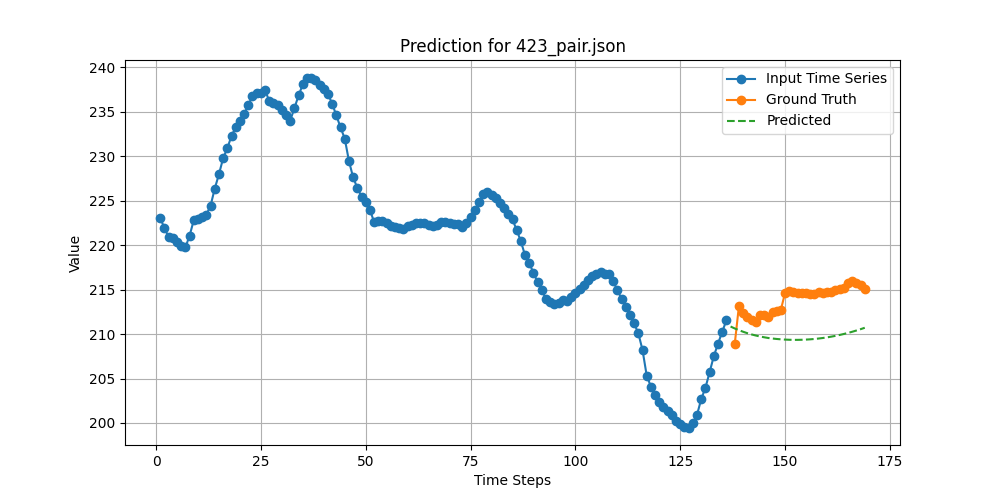 Prediction for 423_pair.json
Input Time Series
Ground Truth
Predicted
Value
240
235
230
225
220
215
210
205
200
0 25 50 75 100 125 150 175
Time Steps